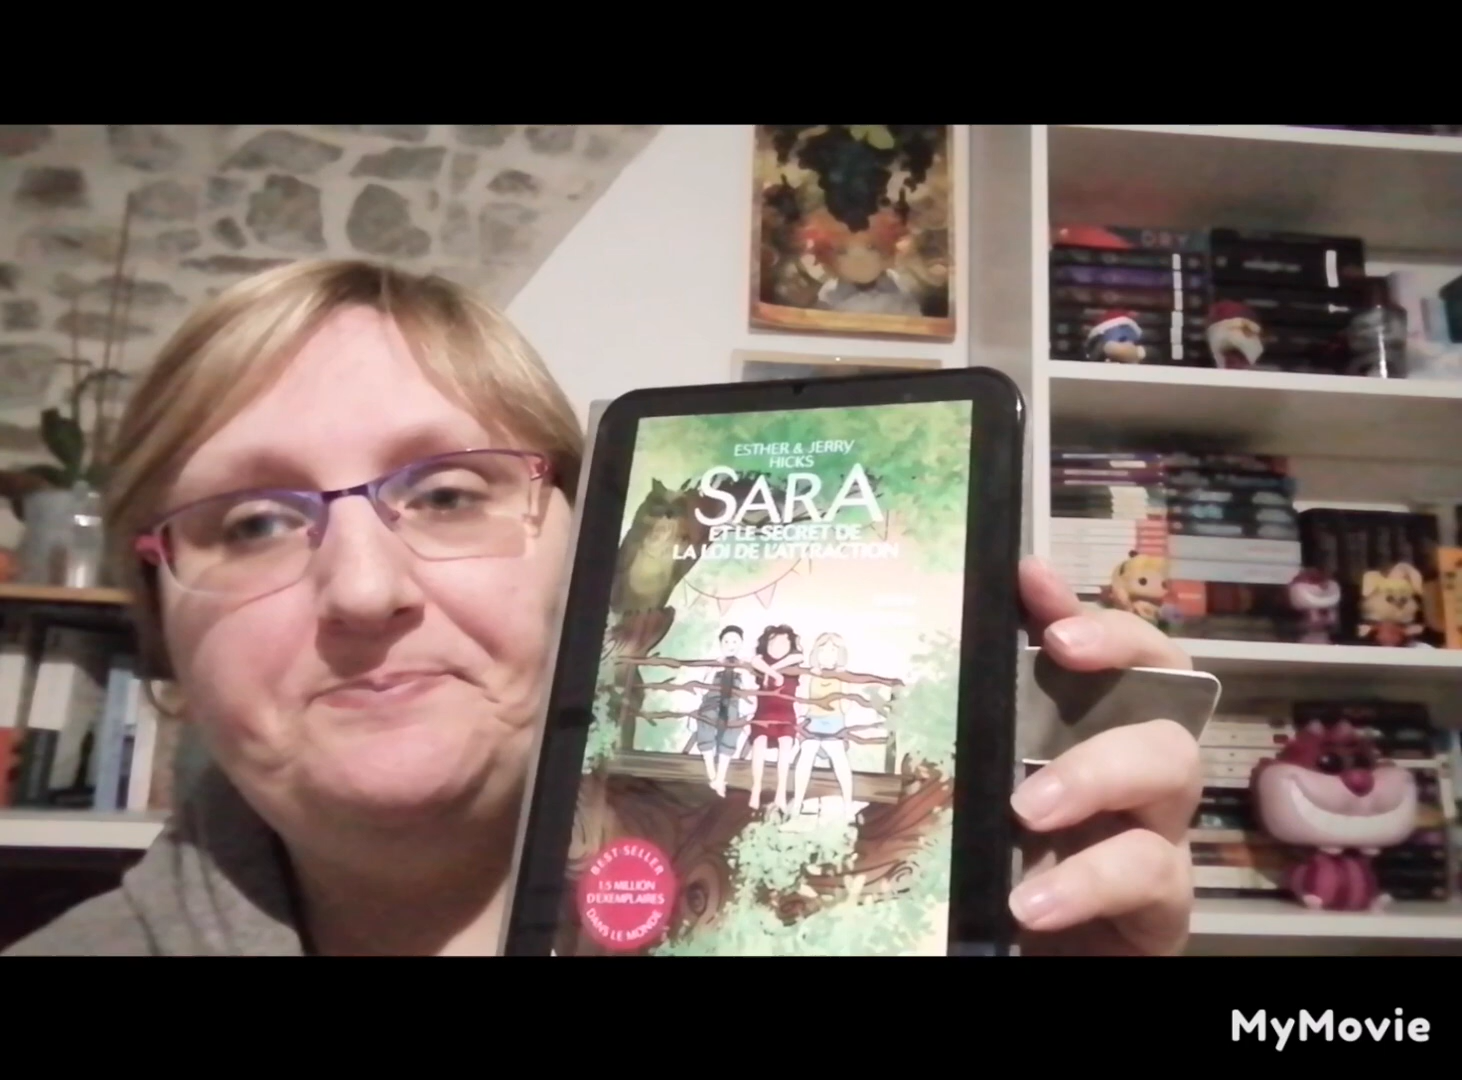 DRY
ESTHER & JERRY
HICKS
SARA
ET LE SECRET DE
LA LOI DE L'ATTRACTION
BEST-SELLER
1.5 MILLION
D'EXEMPLAIRES
DANS LE MONDE
MyMovie